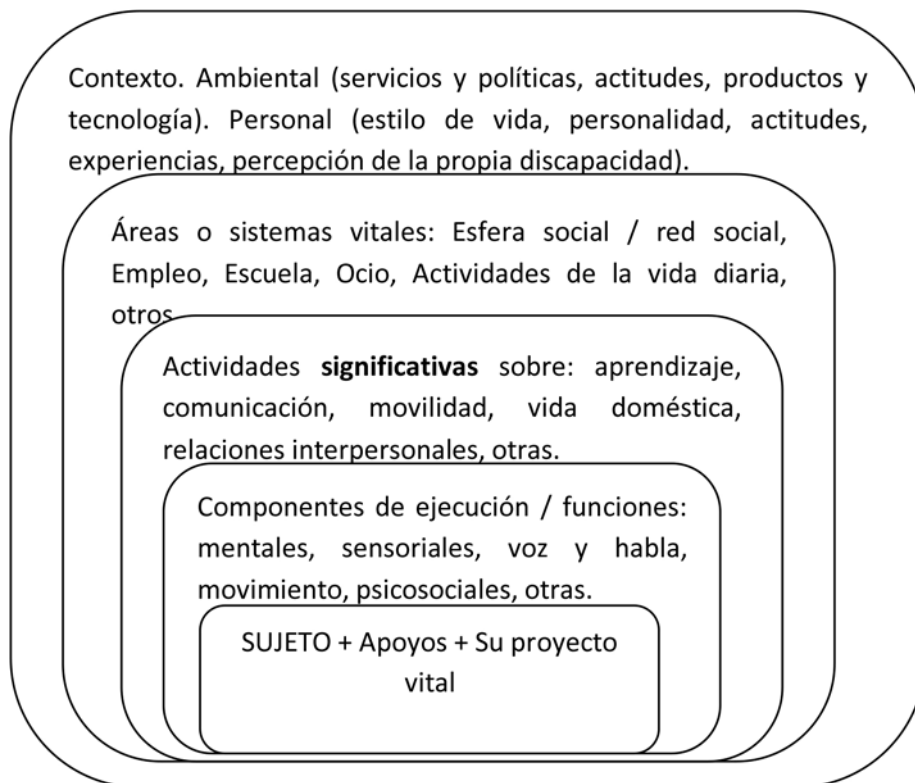 Contexto. Ambiental (servicios y políticas, actitudes, productos y
tecnología). Personal (estilo de vida, personalidad, actitudes,
experiencias, percepción de la propia discapacidad).
Áreas o sistemas vitales: Esfera social / red social,
Empleo, Escuela, Ocio, Actividades de la vida diaria,
otros
Actividades significativas sobre: aprendizaje,
comunicación, movilidad, vida doméstica,
relaciones interpersonales, otras.
Componentes de ejecución / funciones:
mentales, sensoriales, voz y habla,
movimiento, psicosociales, otras.
SUJETO + Apoyos + Su proyecto
vital